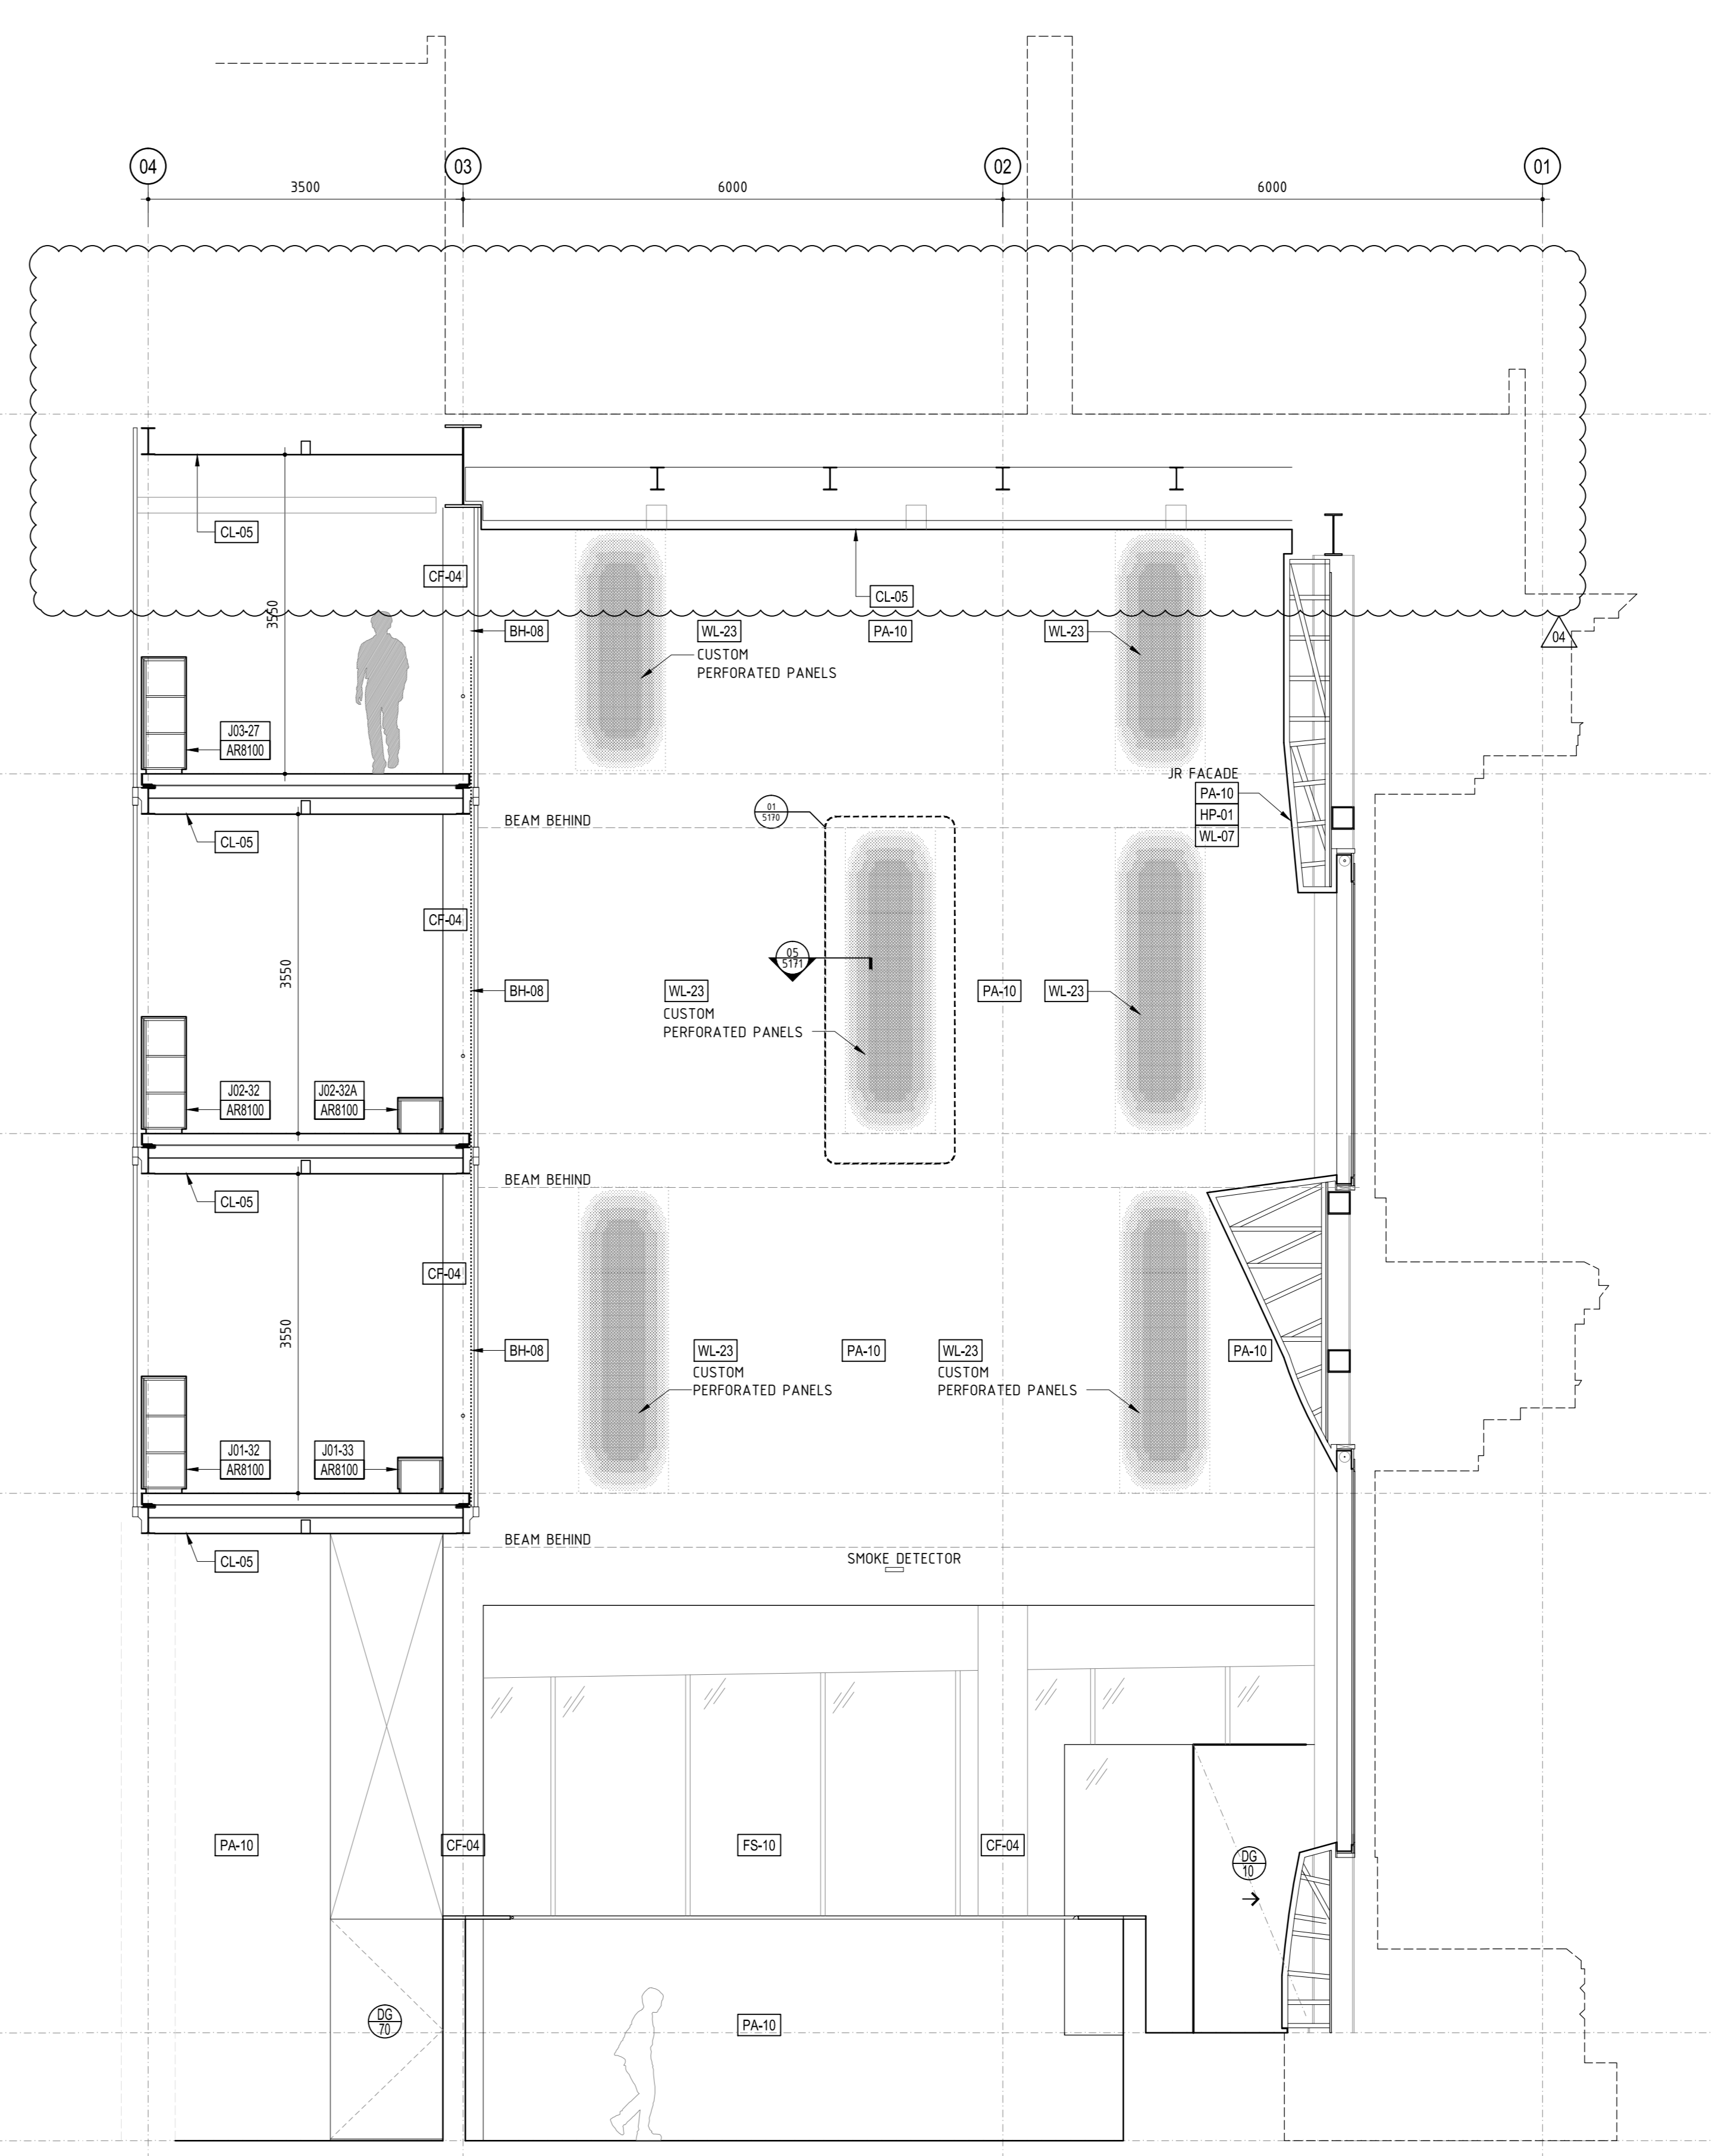 04
03
02
01
3500
6000
6000
CL-05
3550
CF-04
CL-05
BH-08
WL-23
PA-10
WL-23
04
CUSTOM
PERFORATED PANELS
J03-27
AR8100
JR FACADE
PA-10
HP-01
WL-07
01
5170
BEAM BEHIND
CL-05
CF-04
3550
05
5171
BH-08
WL-23
PA-10
WL-23
CUSTOM
PERFORATED PANELS
J02-32
AR8100
J02-32A
AR8100
BEAM BEHIND
CL-05
CF-04
3550
BH-08
WL-23
PA-10
WL-23
PA-10
CUSTOM
PERFORATED PANELS
CUSTOM
PERFORATED PANELS
J01-32
AR8100
J01-33
AR8100
BEAM BEHIND
SMOKE DETECTOR
CL-05
PA-10
CF-04
FS-10
CF-04
DG
10
DG
70
PA-10